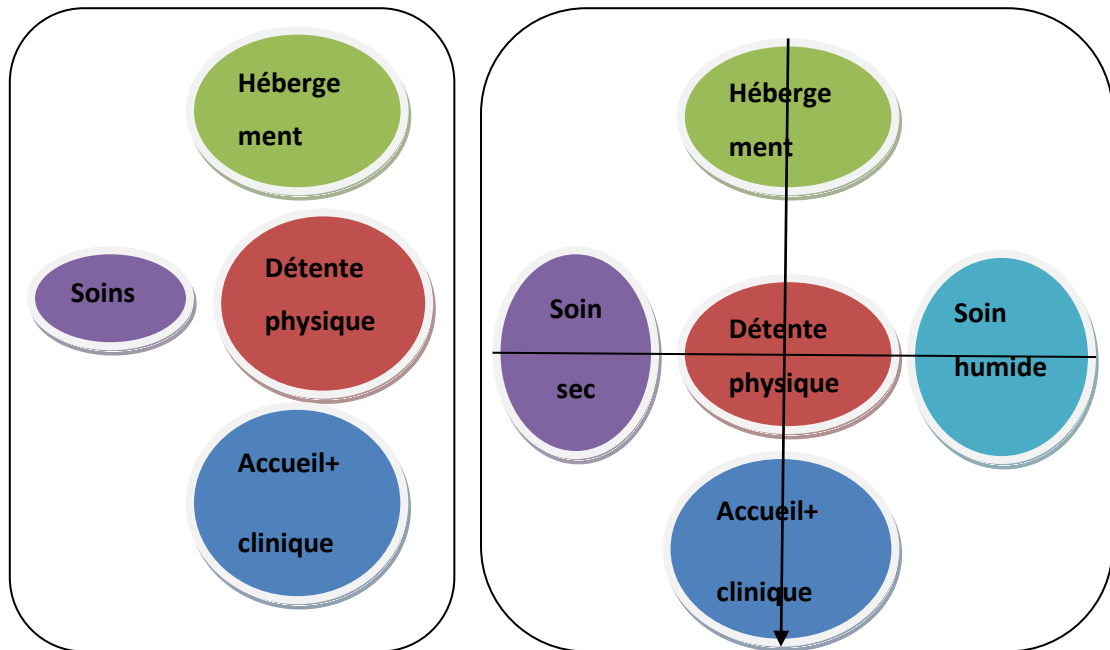 Héberge
ment
Détente
physique
Soins
Accueil+
clinique
Héberge
ment
Soin
sec
Détente
physique
Soin
humide
Accueil+
clinique